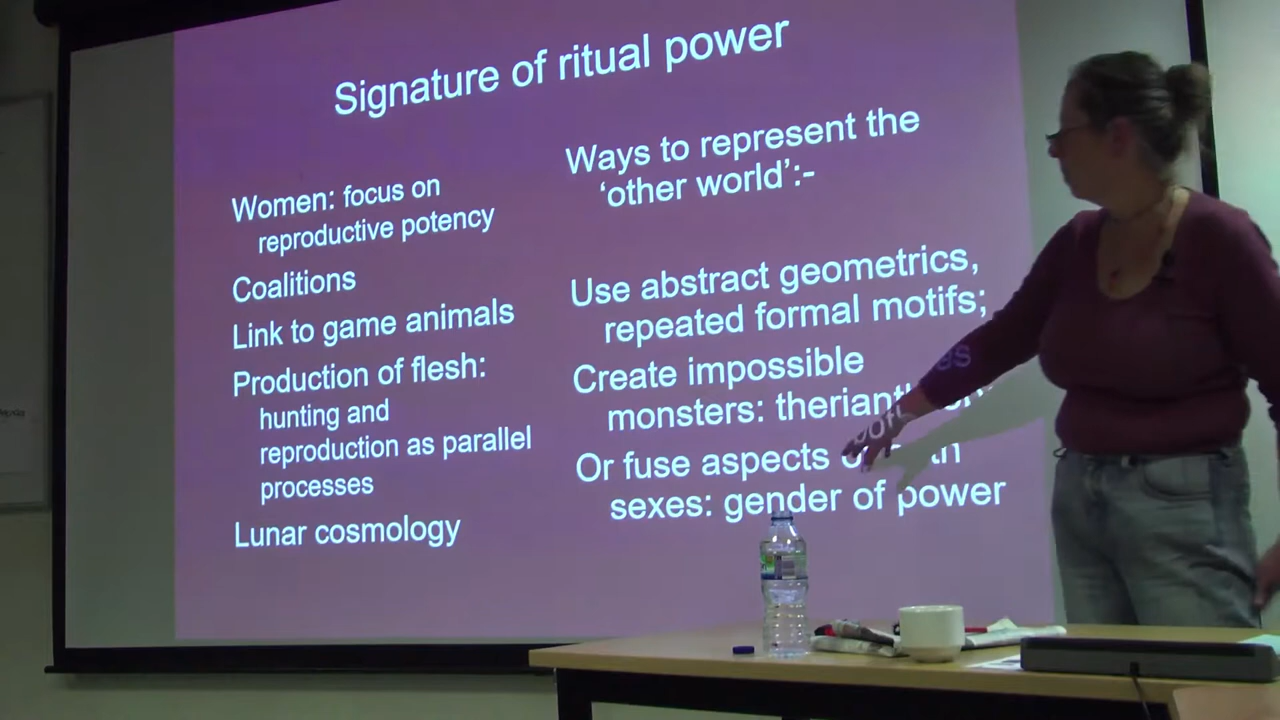 Signature of ritual power
Women: focus on
reproductive potency
Coalitions
Link to game animals
Production of flesh:
hunting and
reproduction as parallel
processes
Lunar cosmology
Ways to represent the
‘other world’:-
Use abstract geometrics,
repeated formal motifs;
Create impossible
monsters:
Or fuse aspects
sexes: gender of power